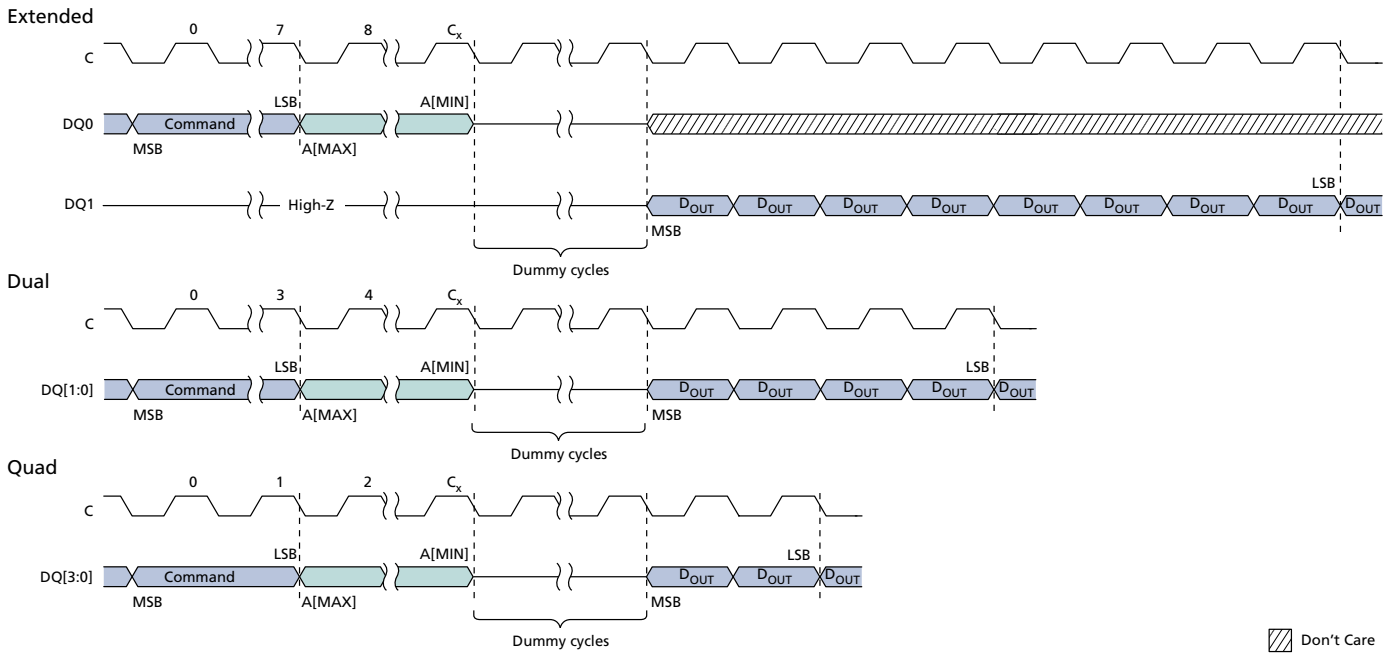 Extended
0 7 8 Cx
C
LSB A[MIN]
DQ0 Command
MSB A[MAX]
LSB
DQ1 High-Z DOUT DOUT DOUT DOUT DOUT DOUT DOUT DOUT DOUT
MSB
Dummy cycles
Dual
0 3 4 Cx
C
LSB A[MIN] LSB
DQ[1:0] Command DOUT DOUT DOUT DOUT DOUT
MSB A[MAX] MSB
Dummy cycles
Quad
0 1 2 Cx
C
LSB A[MIN] LSB
DQ[3:0] Command DOUT DOUT DOUT
MSB A[MAX] MSB
Dummy cycles
Don't Care